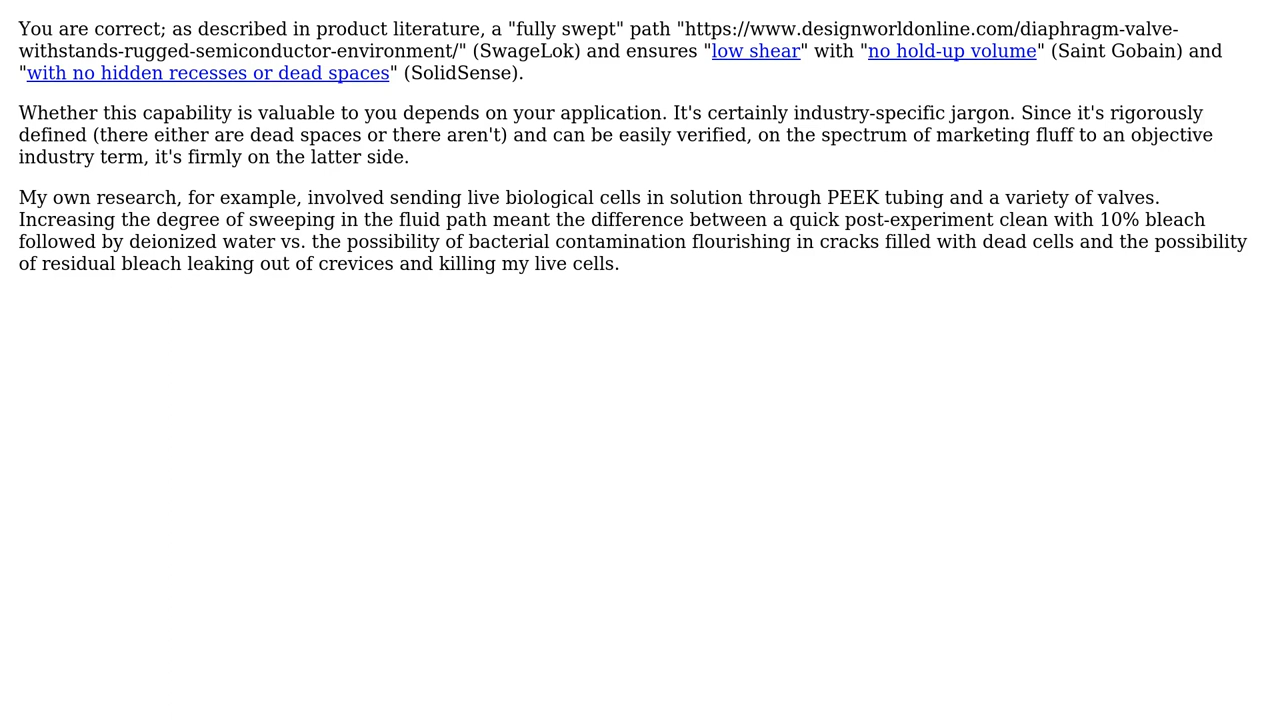 You are correct; as described in product literature, a "fully swept" path "https://www.designworldonline.com/diaphragm-valve-
withstands-rugged-semiconductor-environment/" (SwageLok) and ensures "low shear" with "no hold-up volume" (Saint Gobain) and
"with no hidden recesses or dead spaces" (SolidSense).
Whether this capability is valuable to you depends on your application. It's certainly industry-specific jargon. Since it's rigorously
defined (there either are dead spaces or there aren't) and can be easily verified, on the spectrum of marketing fluff to an objective
industry term, it's firmly on the latter side.
My own research, for example, involved sending live biological cells in solution through PEEK tubing and a variety of valves.
Increasing the degree of sweeping in the fluid path meant the difference between a quick post-experiment clean with 10% bleach
followed by deionized water vs. the possibility of bacterial contamination flourishing in cracks filled with dead cells and the possibility
of residual bleach leaking out of crevices and killing my live cells.